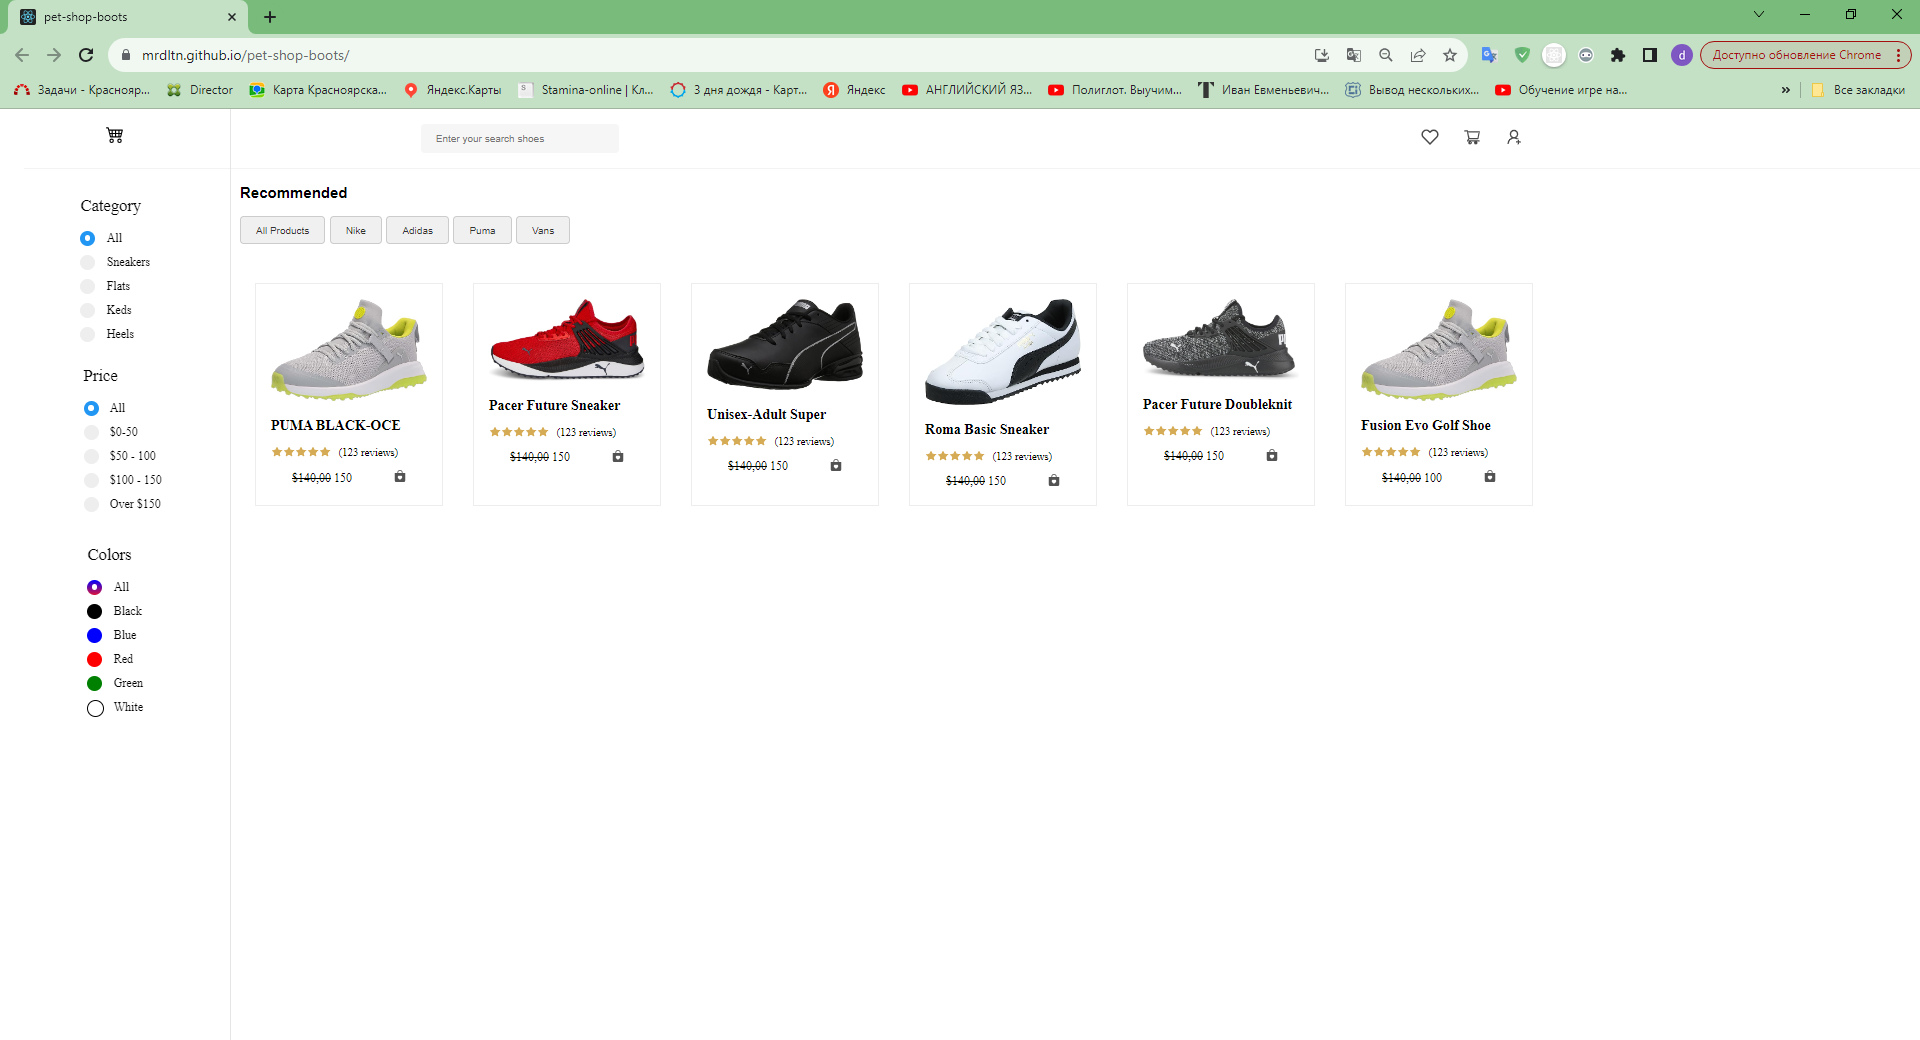 pet-shop-boots
mrdltn.github.io/pet-shop-boots/
d
Доступно обновление Chrome
Задачи - Краснояр...
Director
Карта Красноярска...
Яндекс.Карты
S
Stamina-online | Кл...
3 дня дождя - Карт...
Я
Яндекс
АНГЛИЙСКИЙ ЯЗ...
Полиглот. Выучим...
Иван Евменьевич...
Вывод нескольких...
Обучение игре на...
»
Все закладки
Enter your search shoes
Recommended
All Products
Nike
Adidas
Puma
Vans
Category
All
Sneakers
Flats
Keds
Heels
Price
All
$0-50
$50 - 100
$100 - 150
Over $150
Colors
All
Black
Blue
Red
Green
White
PUMA BLACK-OCE
(123 reviews)
$140,00 150
Pacer Future Sneaker
(123 reviews)
$140,00 150
Unisex-Adult Super
(123 reviews)
$140,00 150
Roma Basic Sneaker
(123 reviews)
$140,00 150
Pacer Future Doubleknit
(123 reviews)
$140,00 150
Fusion Evo Golf Shoe
(123 reviews)
$140,00 100